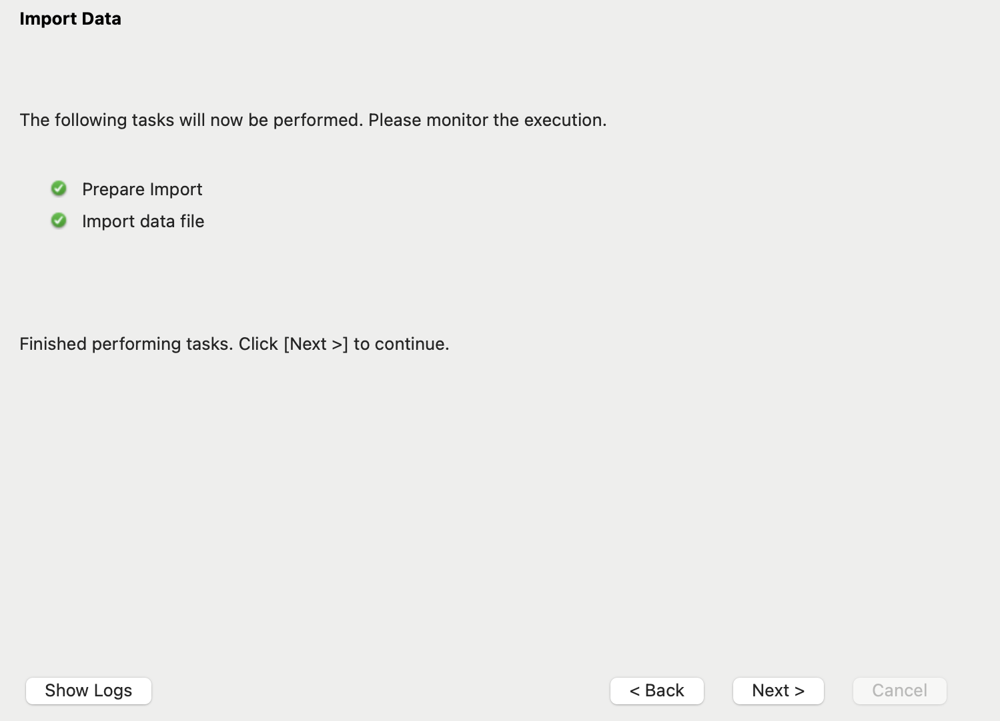 Import Data
The following tasks will now be performed. Please monitor the execution.
Prepare Import
Import data file
Finished performing tasks. Click [Next >] to continue.
Show Logs
< Back
Next >
Cancel